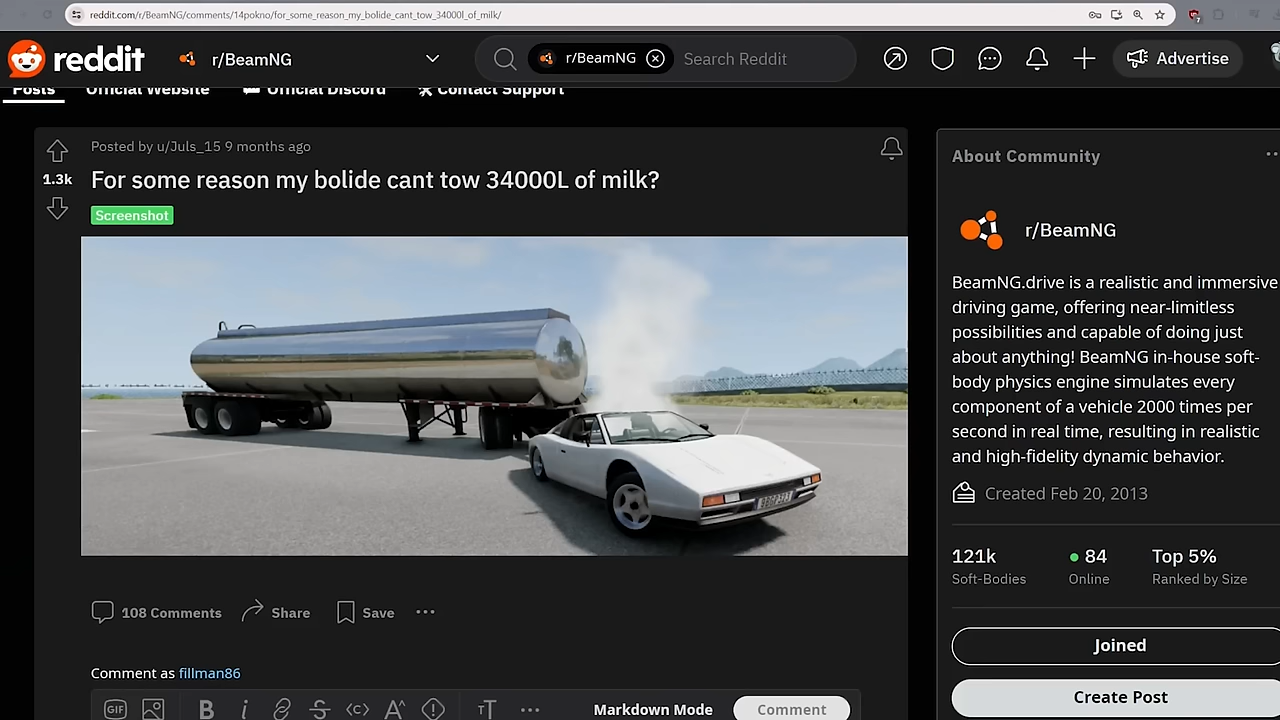 reddit.com/r/BeamNG/comments/14pokno/for_some_reason_my_bolide_cant_tow_34000l_of_milk/
reddit
r/BeamNG
r/BeamNG
Search Reddit
Advertise
Posts
Official Website
Official Discord
Contact Support
Posted by u/Juls_15 9 months ago
1.3k
For some reason my bolide cant tow 34000L of milk?
Screenshot
108 Comments
Share
Save
Comment as fillman86
GIF
B
i
S
<c>
A
TT
Markdown Mode
Comment
About Community
r/BeamNG
BeamNG.drive is a realistic and immersive
driving game, offering near-limitless
possibilities and capable of doing just
about anything! BeamNG in-house soft-
body physics engine simulates every
component of a vehicle 2000 times per
second in real time, resulting in realistic
and high-fidelity dynamic behavior.
Created Feb 20, 2013
121k
Soft-Bodies
84
Online
Top 5%
Ranked by Size
Joined
Create Post